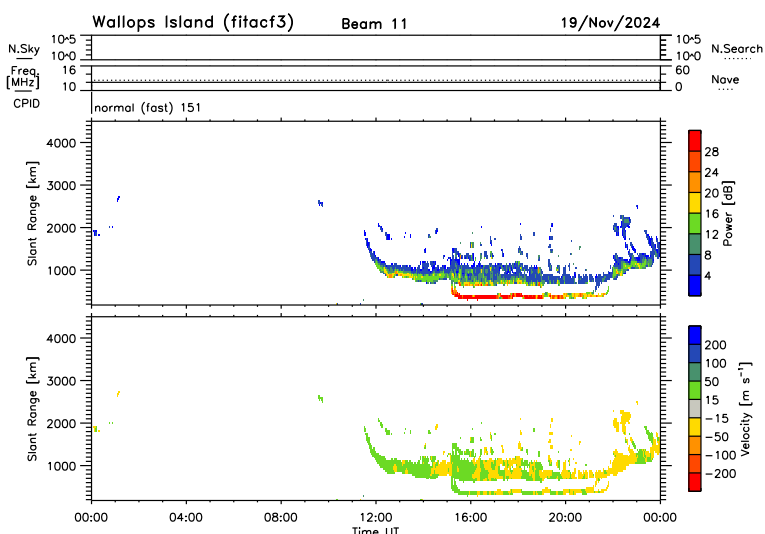 Wallops Island (fitacf3) Beam 11 19/Nov/2024
N.Sky 10^5 10^5 N.Search
10^0 10^0
Freq. 16 60 Nave
[MHz] 10 0
CPID normal (fast) 151
Slant Range [km]
4000
3000
2000
1000
28
24
20
16
12
8
4
Power [dB]
Slant Range [km]
4000
3000
2000
1000
200
100
50
15
-15
-50
-100
-200
Velocity [m s⁻¹]
00:00 04:00 08:00 12:00 16:00 20:00 00:00
Time UT